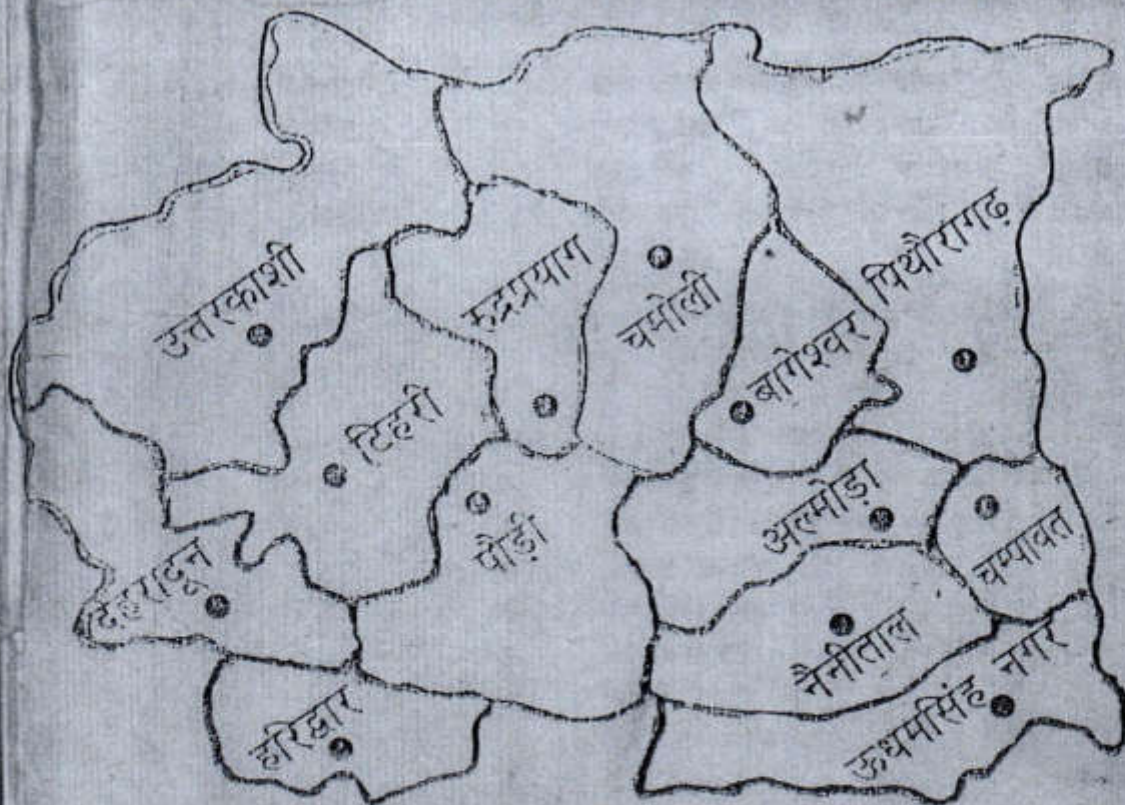 उत्तरकाशी
रुद्रप्रयाग
चमोली
पिथौरागढ़
बागेश्वर
टिहरी
अल्मोड़ा
चम्पावत
पौड़ी
देहरादून
नैनीताल
हरिद्वार
ऊधमसिंह नगर